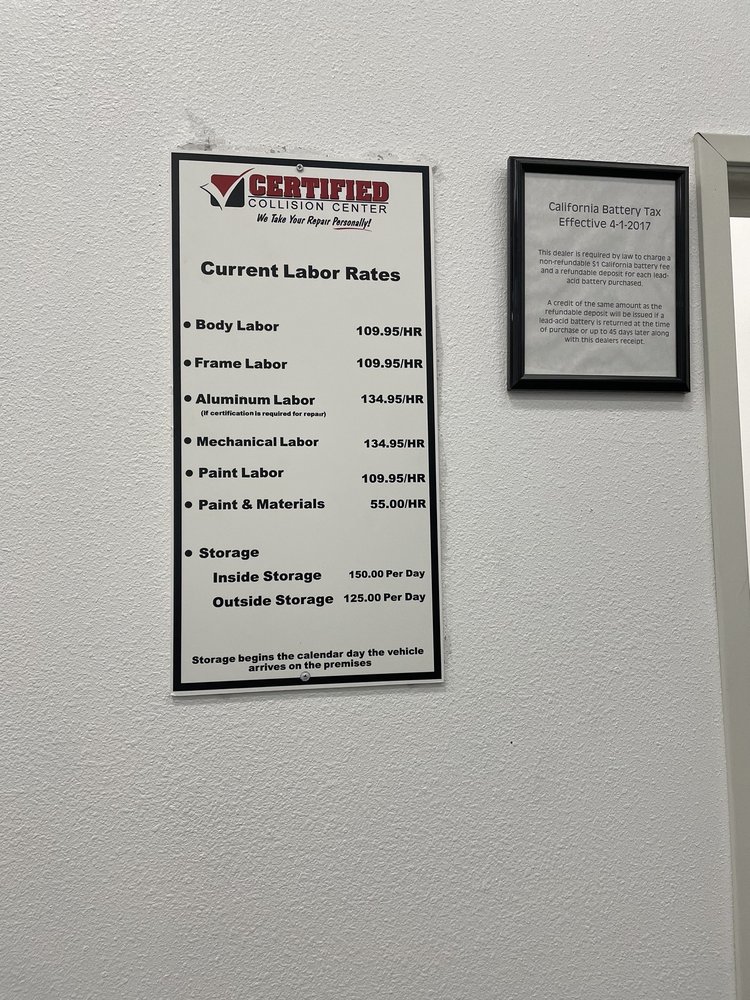 CERTIFIED
COLLISION CENTER
We Take Your Repair Personally!
Current Labor Rates
• Body Labor 109.95/HR
• Frame Labor 109.95/HR
• Aluminum Labor 134.95/HR
(if certification is required for repair)
• Mechanical Labor 134.95/HR
• Paint Labor 109.95/HR
• Paint & Materials 55.00/HR
• Storage
Inside Storage 150.00 Per Day
Outside Storage 125.00 Per Day
Storage begins the calendar day the vehicle
arrives on the premises
California Battery Tax
Effective 4-1-2017
This dealer is required by law to charge a
non-refundable $1 California battery fee
and a refundable deposit for each lead-
acid battery purchased.
A credit of the same amount as the
refundable deposit will be issued if a
lead-acid battery is returned at the time
of purchase or up to 45 days later along
with this dealers receipt.